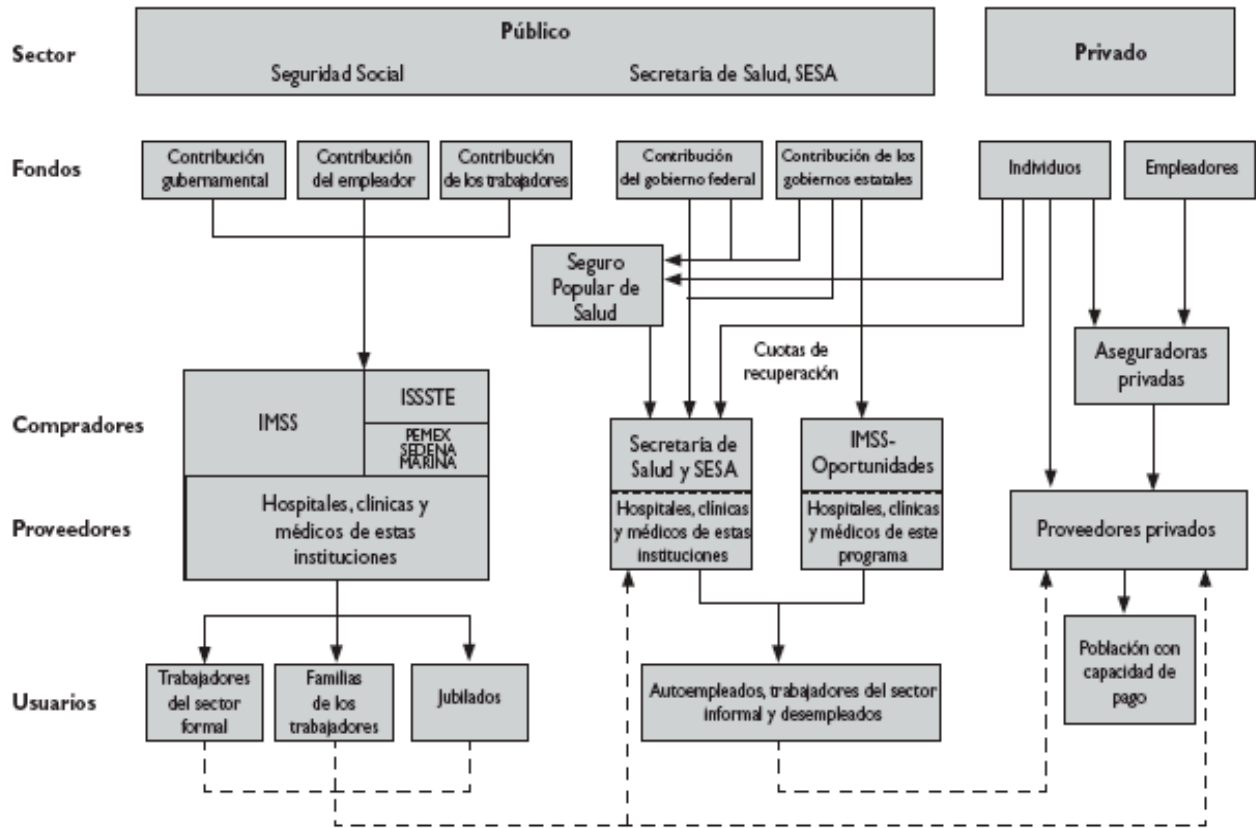 Sector
Público
Seguridad Social
Secretaría de Salud, SESA
Privado
Fondos
Contribución
gubernamental
Contribución
del empleador
Contribución
de los trabajadores
Contribución
del gobierno federal
Contribución de los
gobiernos estatales
Individuos
Empleadores
Seguro
Popular de
Salud
Cuotas de
recuperación
Aseguradoras
privadas
Compradores
IMSS
ISSSTE
PEMEX
SEDENA
MARINA
Secretaría de
Salud y SESA
IMSS-
Oportunidades
Proveedores
Hospitales, clínicas y
médicos de estas
instituciones
Hospitales, clínicas
y médicos de estas
instituciones
Hospitales, clínicas
y médicos de este
programa
Proveedores privados
Usuarios
Trabajadores
del sector
formal
Familias
de los
trabajadores
Jubilados
Autoempleados, trabajadores del sector
informal y desempleados
Población con
capacidad de
pago